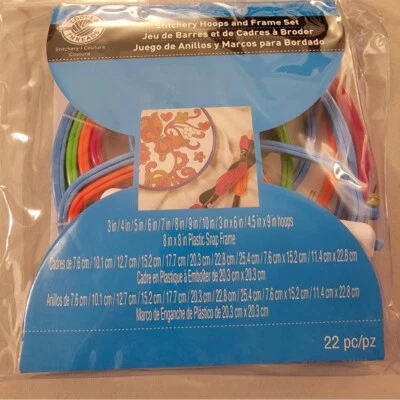 LOOPS & THREADS
Stitchery | Couture
Costura
Stitchery Hoops and Frame Set
Jeu de Barres et de Cadres à Broder
Juego de Anillos y Marcos para Bordado
3 in / 4 in / 5 in / 6 in / 7 in / 8 in / 9 in / 10 in / 3 in x 6 in / 4.5 in x 9 in hoops
8 in x 8 in Plastic Snap Frame
Cadres de 7.6 cm / 10.1 cm / 12.7 cm / 15.2 cm / 17.7 cm / 20.3 cm / 22.8 cm / 25.4 cm / 7.6 cm x 15.2 cm / 11.4 cm x 22.8 cm
Cadre en Plastique à Emboîter de 20.3 cm x 20.3 cm
Anillos de 7.6 cm / 10.1 cm / 12.7 cm / 15.2 cm / 17.7 cm / 20.3 cm / 22.8 cm / 25.4 cm / 7.6 cm x 15.2 cm / 11.4 cm x 22.8 cm
Marco de Enganche de Plástico de 20.3 cm x 20.3 cm
22 pc/pz